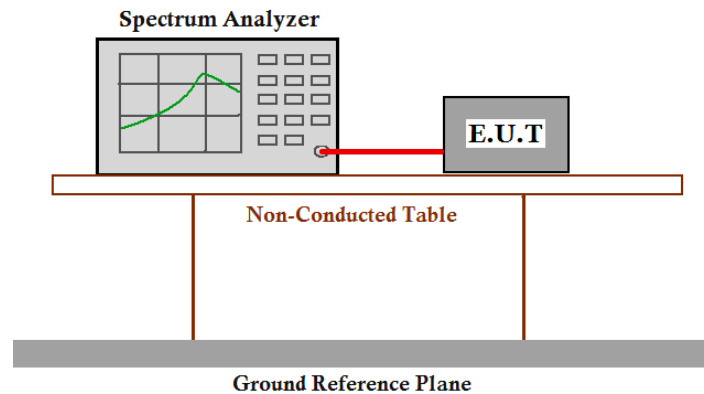 Spectrum Analyzer
E.U.T
Non-Conducted Table
Ground Reference Plane